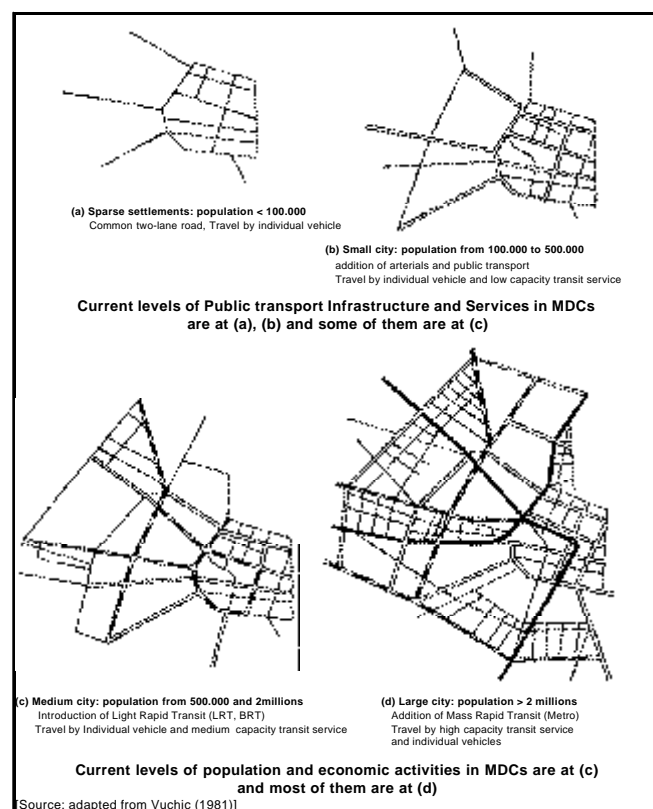 (a) Sparse settlements: population < 100.000
Common two-lane road, Travel by individual vehicle
(b) Small city: population from 100.000 to 500.000
addition of arterials and public transport
Travel by individual vehicle and low capacity transit service
Current levels of Public transport Infrastructure and Services in MDCs
are at (a), (b) and some of them are at (c)
(c) Medium city: population from 500.000 and 2millions
Introduction of Light Rapid Transit (LRT, BRT)
Travel by Individual vehicle and medium capacity transit service
(d) Large city: population > 2 millions
Addition of Mass Rapid Transit (Metro)
Travel by high capacity transit service
and individual vehicles
Current levels of population and economic activities in MDCs are at (c)
and most of them are at (d)
[Source: adapted from Vuchic (1981)]